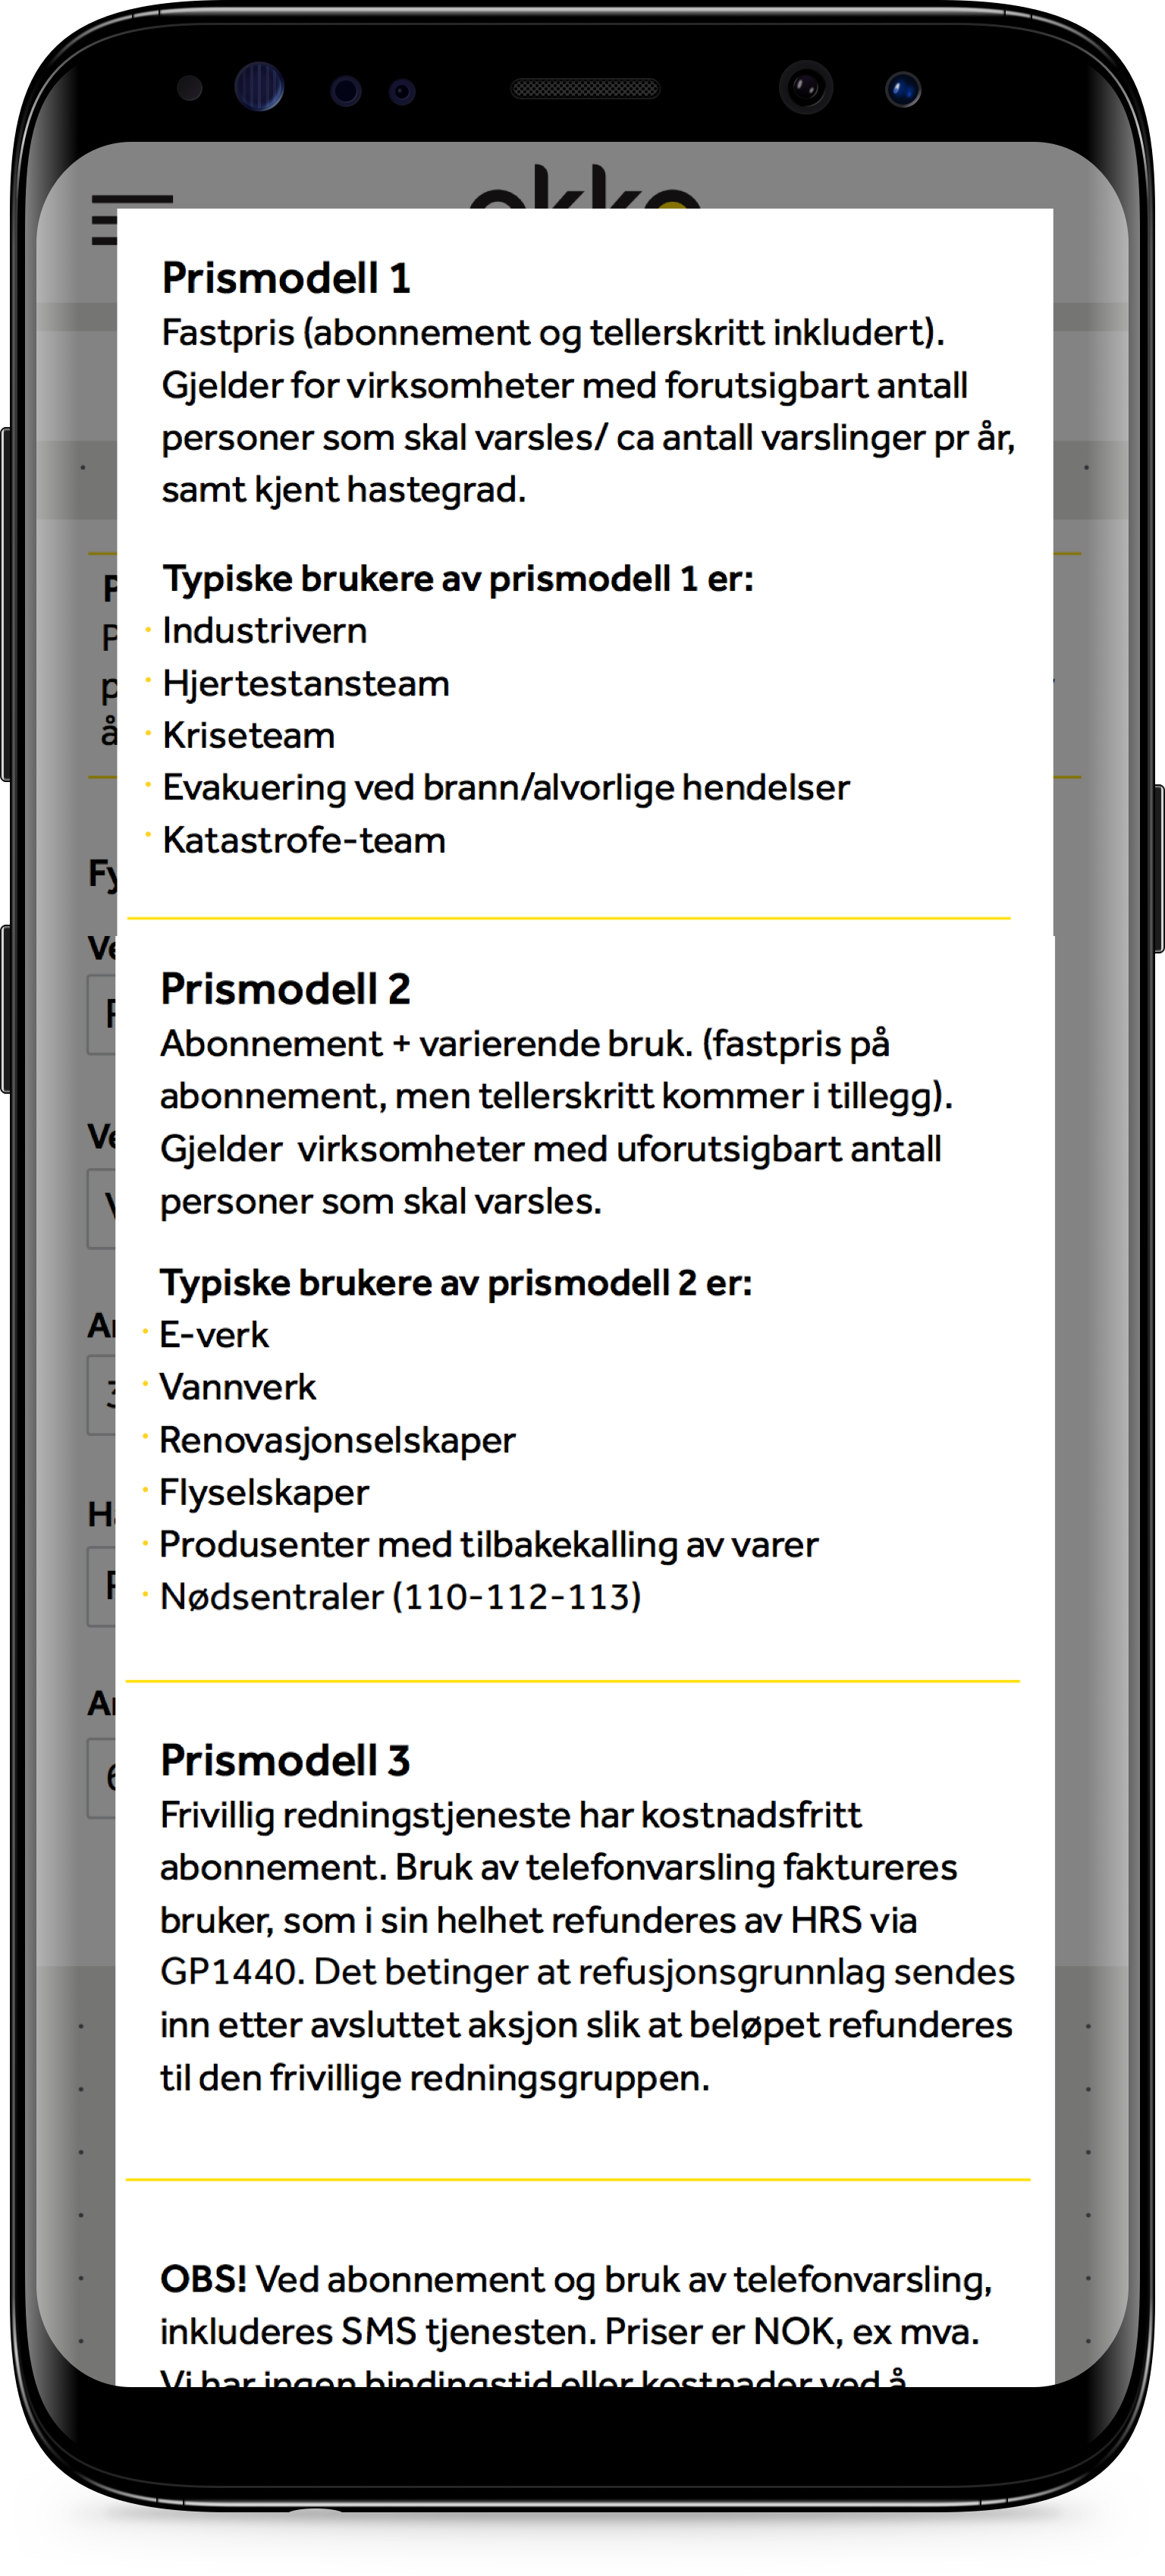 Prismodell 1
Fastpris (abonnement og tellerskritt inkludert).
Gjelder for virksomheter med forutsigbart antall
personer som skal varsles/ ca antall varslinger pr år,
samt kjent hastegrad.
Typiske brukere av prismodell 1 er:
· Industrivern
· Hjertestansteam
· Kriseteam
· Evakuering ved brann/alvorlige hendelser
· Katastrofe-team
Prismodell 2
Abonnement + varierende bruk. (fastpris på
abonnement, men tellerskritt kommer i tillegg).
Gjelder  virksomheter med uforutsigbart antall
personer som skal varsles.
Typiske brukere av prismodell 2 er:
· E-verk
· Vannverk
· Renovasjonselskaper
· Flyselskaper
· Produsenter med tilbakekalling av varer
· Nødsentraler (110-112-113)
Prismodell 3
Frivillig redningstjeneste har kostnadsfritt
abonnement. Bruk av telefonvarsling faktureres
bruker, som i sin helhet refunderes av HRS via
GP1440. Det betinger at refusjonsgrunnlag sendes
inn etter avsluttet aksjon slik at beløpet refunderes
til den frivillige redningsgruppen.
OBS! Ved abonnement og bruk av telefonvarsling,
inkluderes SMS tjenesten. Priser er NOK, ex mva.
Vi har ingen bindingstid eller kostnader ved å